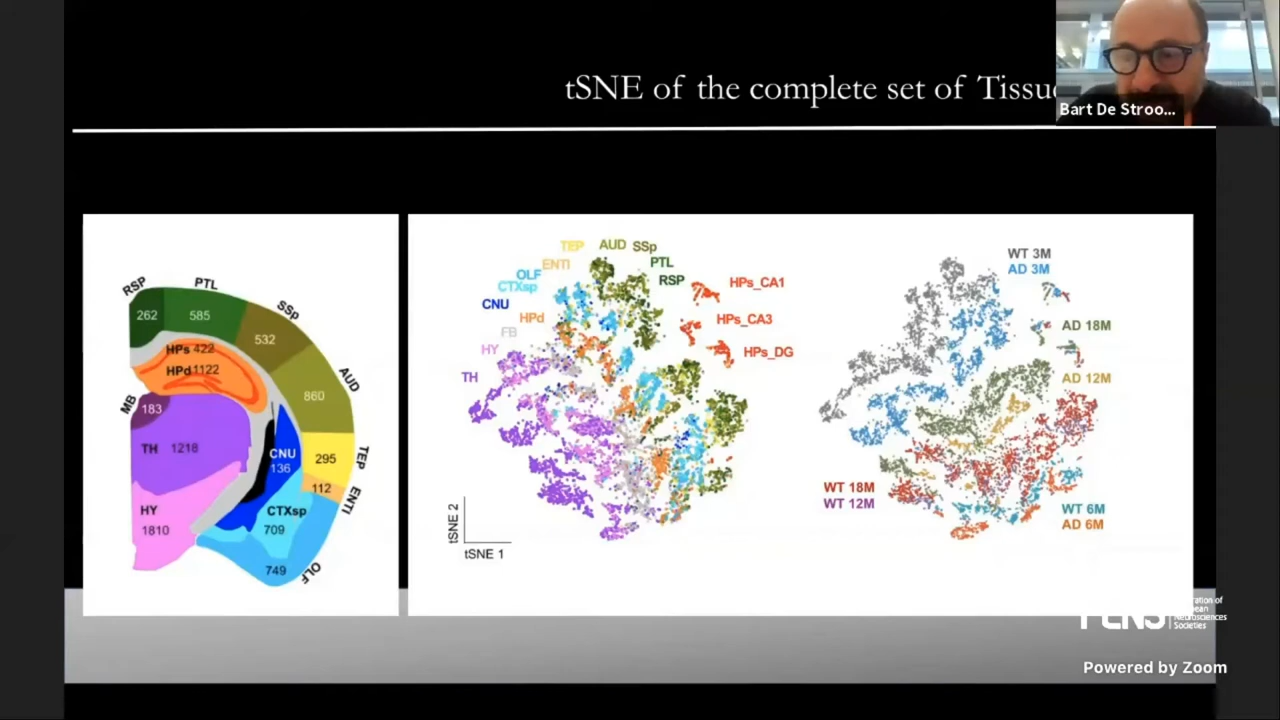 tSNE of the complete set of
Bart De Stroo...
RSP
PTL
SSp
AUD
TEP
ENTI
OLF
262
585
532
860
295
112
HPs 422
HPd 1122
MB
183
TH 1218
CNU
136
HY
1810
CTXsp
709
749
TEP
AUD
SSp
ENTI
PTL
OLF
RSP
CTXsp
HPs_CA1
CNU
HPd
HPs_CA3
FB
HY
HPs_DG
TH
tSNE 2
tSNE 1
WT 3M
AD 3M
AD 18M
AD 12M
WT 18M
WT 12M
WT 6M
AD 6M
Neurosciences
Societies
Powered by Zoom